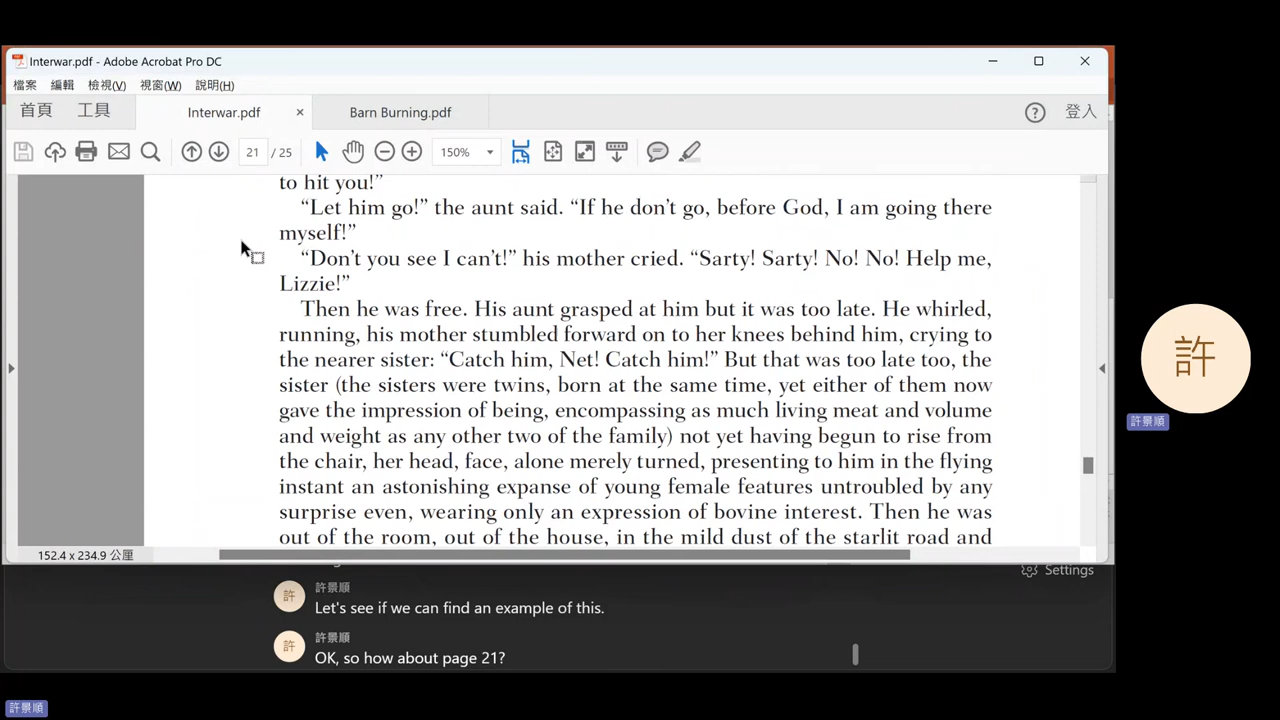 Interwar.pdf - Adobe Acrobat Pro DC
檔案 編輯 檢視(V) 視窗(W) 說明(H)
首頁 工具 Interwar.pdf × Barn Burning.pdf ? 登入
21 / 25 150%
to hit you!”
“Let him go!” the aunt said. “If he don’t go, before God, I am going there
myself!”
“Don’t you see I can’t!” his mother cried. “Sarty! Sarty! No! No! Help me,
Lizzie!”
Then he was free. His aunt grasped at him but it was too late. He whirled,
running, his mother stumbled forward on to her knees behind him, crying to
the nearer sister: “Catch him, Net! Catch him!” But that was too late too, the
sister (the sisters were twins, born at the same time, yet either of them now
gave the impression of being, encompassing as much living meat and volume
and weight as any other two of the family) not yet having begun to rise from
the chair, her head, face, alone merely turned, presenting to him in the flying
instant an astonishing expanse of young female features untroubled by any
surprise even, wearing only an expression of bovine interest. Then he was
out of the room, out of the house, in the mild dust of the starlit road and
152.4 x 234.9 公厘
Settings
許 許景順
Let's see if we can find an example of this.
許 許景順
OK, so how about page 21?
許
許景順
許景順